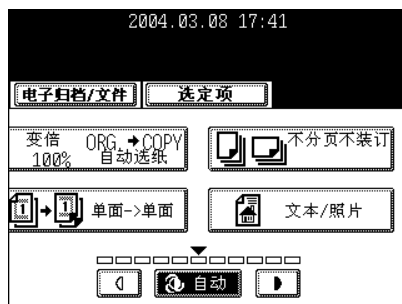 2004.03.08 17:41
电子归档/文件 选定项
变倍 ORG.→COPY
100% 自动选纸
不分页不装订
1→1 单面->单面
文本/照片
自动